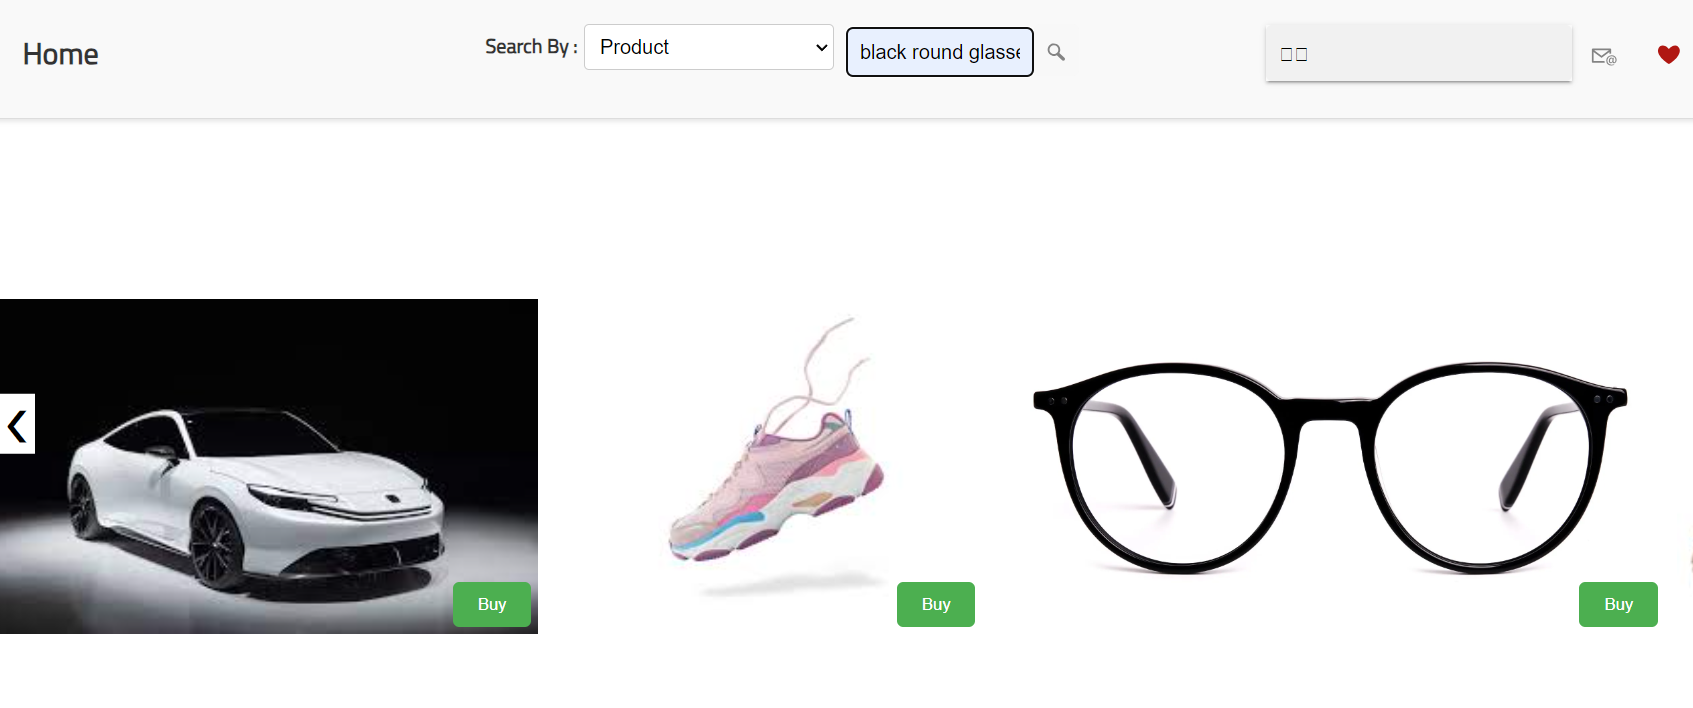 Home
Search By :
Product
black round glasse
Buy
Buy
Buy